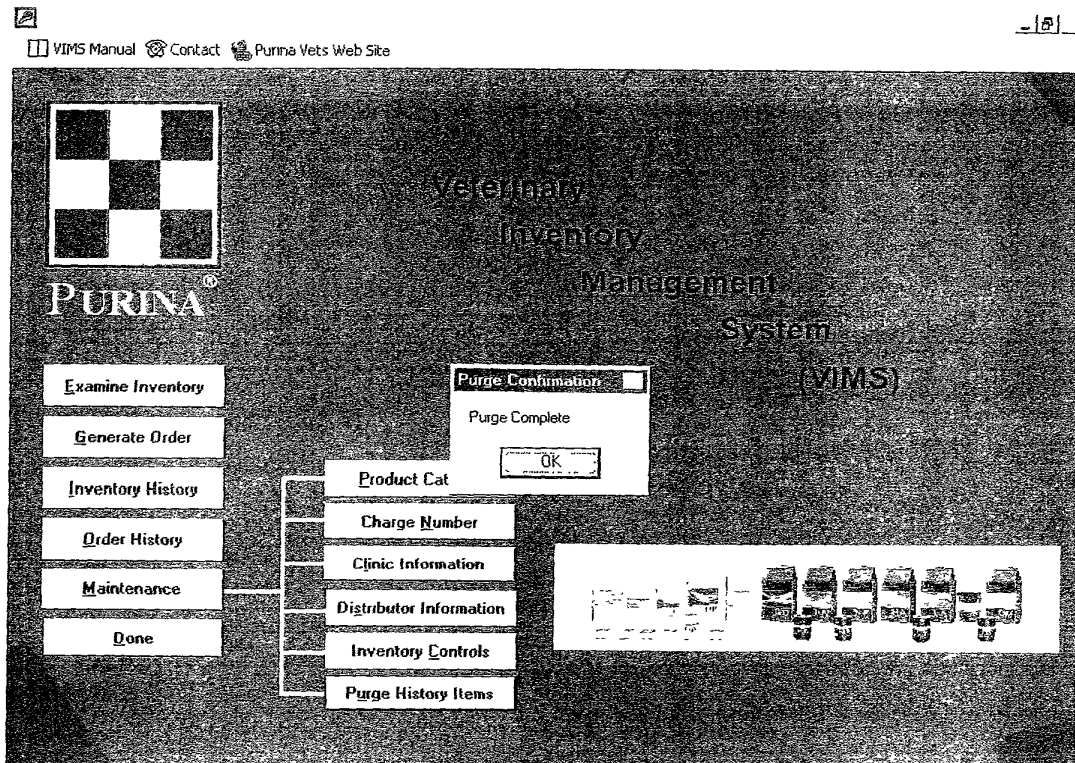 VIMS Manual Contact Purina Vets Web Site
PURINA®
Veterinary
Inventory
Management
System
(VIMS)
Examine Inventory
Generate Order
Inventory History
Order History
Maintenance
Done
Purge Confirmation
Purge Complete
OK
Product Cat
Charge Number
Clinic Information
Distributor Information
Inventory Controls
Purge History Items